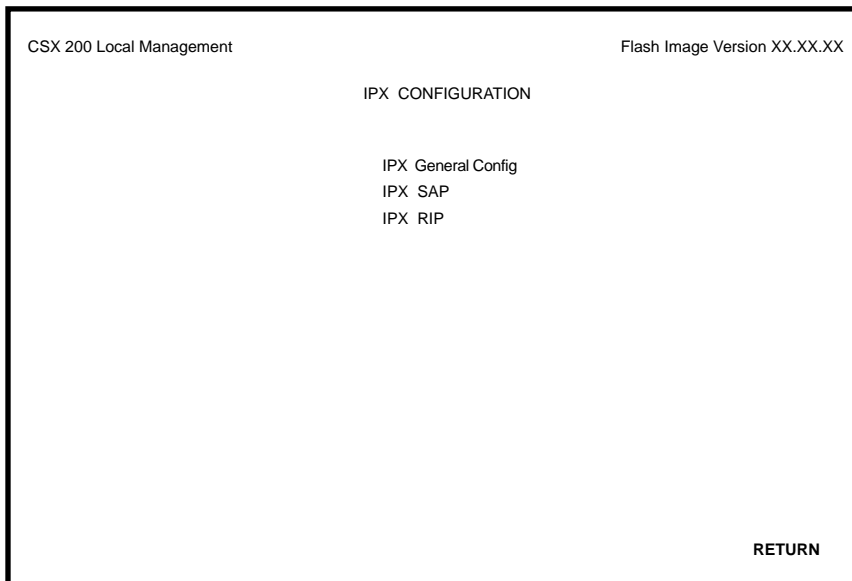 CSX 200 Local Management Flash Image Version XX.XX.XX
IPX CONFIGURATION
IPX General Config
IPX SAP
IPX RIP
RETURN